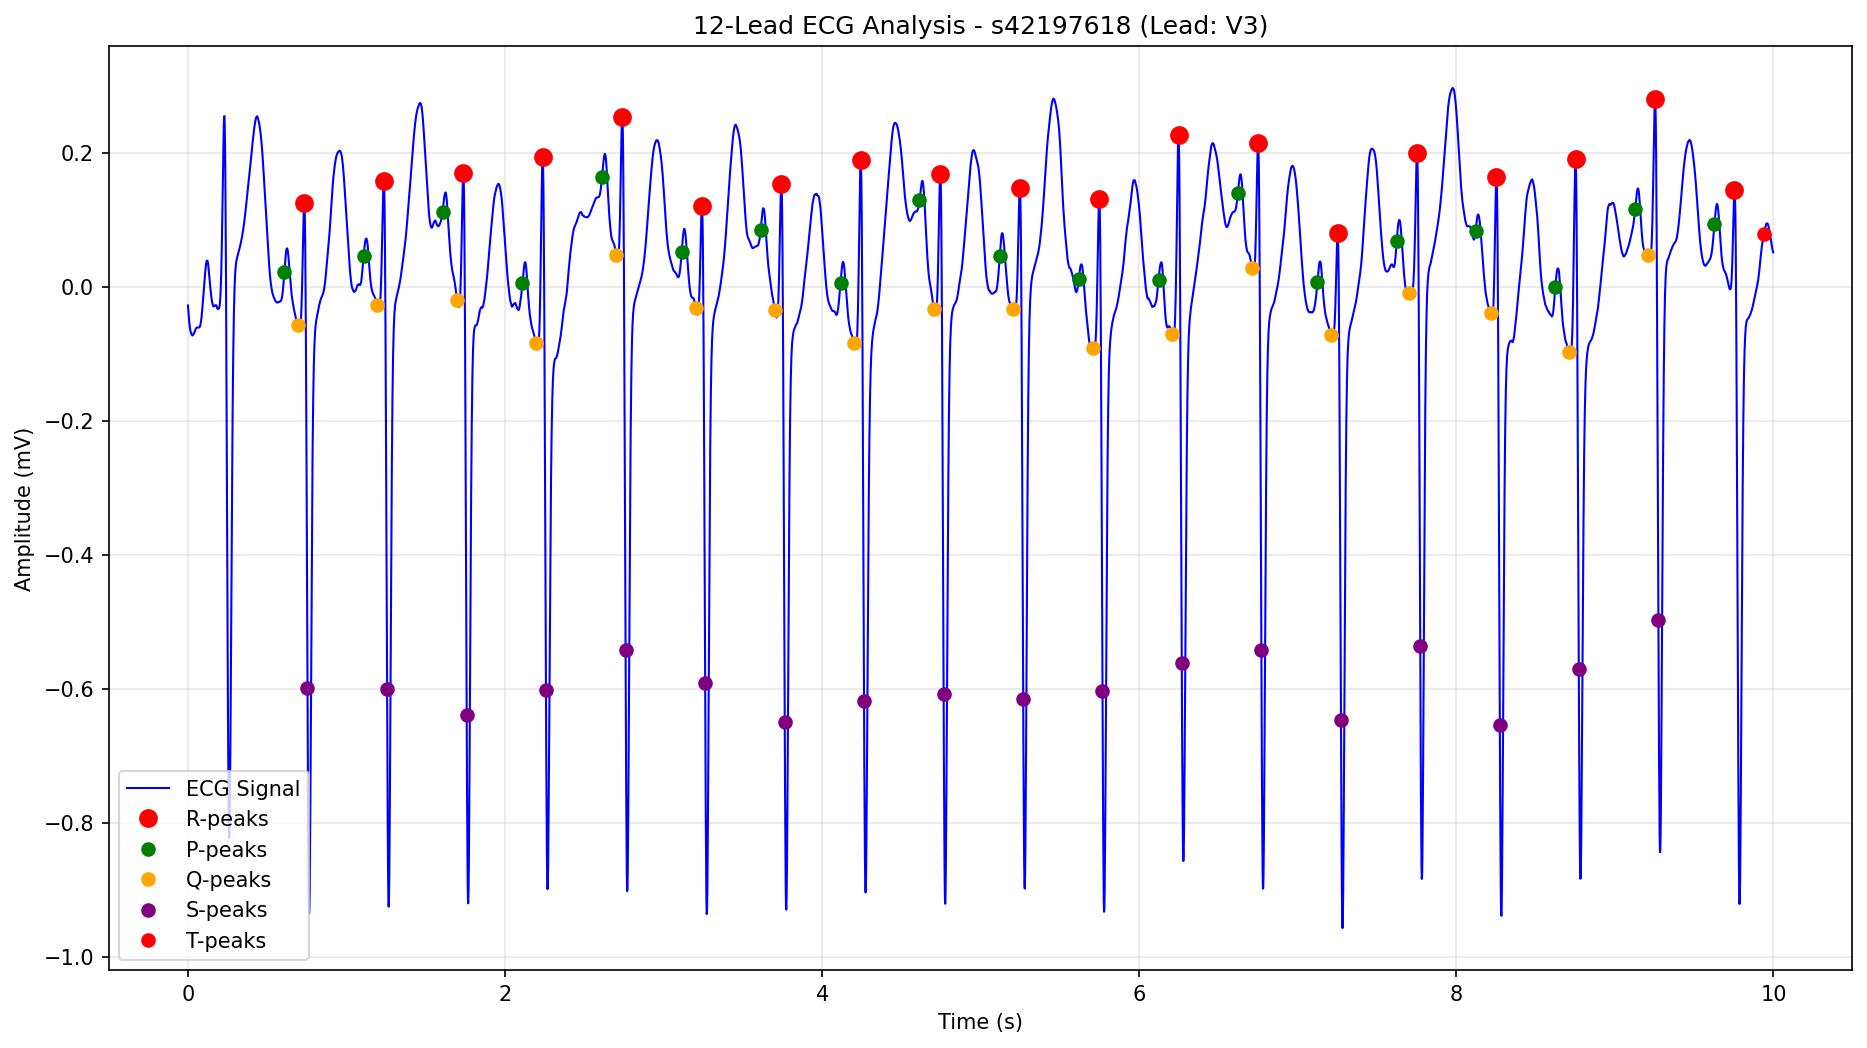 12-Lead ECG Analysis - s42197618 (Lead: V3)
Amplitude (mV)
0.2
0.0
−0.2
−0.4
−0.6
−0.8
−1.0
ECG Signal
R-peaks
P-peaks
Q-peaks
S-peaks
T-peaks
0 2 4 6 8 10
Time (s)